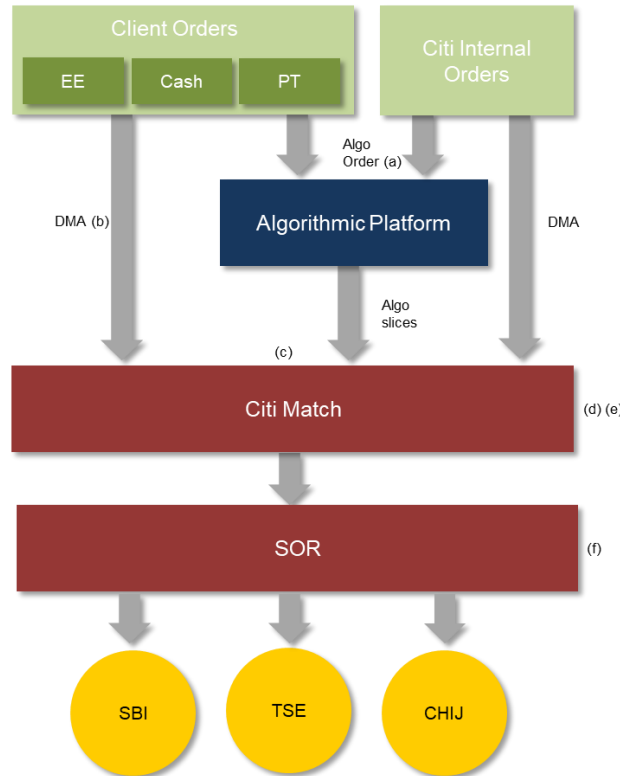 Client Orders
EE
Cash
PT
Citi Internal
Orders
Algo
Order (a)
DMA (b)
Algorithmic Platform
DMA
Algo
slices
(c)
Citi Match
(d) (e)
SOR
(f)
SBI
TSE
CHIJ